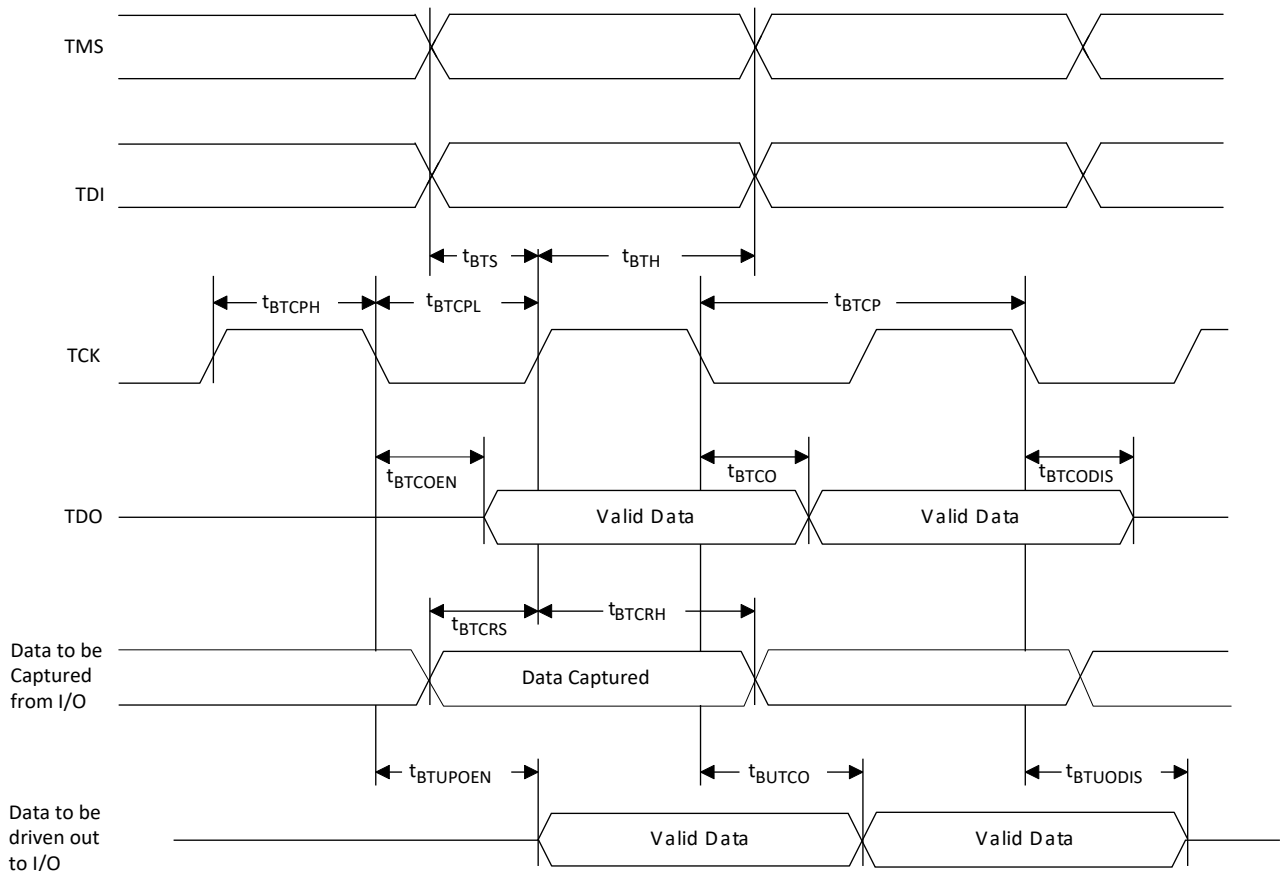 TMS
TDI
tBTS
tBTH
tBTCPH
tBTCPL
tBTCP
TCK
tBTCOEN
tBTCO
tBTCODIS
TDO
Valid Data
Valid Data
tBTCRS
tBTCRH
Data to be
Captured
from I/O
Data Captured
tBTUPOEN
tBUTCO
tBTUODIS
Data to be
driven out
to I/O
Valid Data
Valid Data